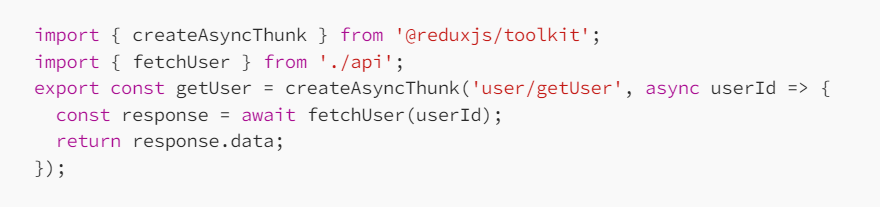 import { createAsyncThunk } from '@reduxjs/toolkit';
import { fetchUser } from './api';
export const getUser = createAsyncThunk('user/getUser', async userId => {
  const response = await fetchUser(userId);
  return response.data;
});